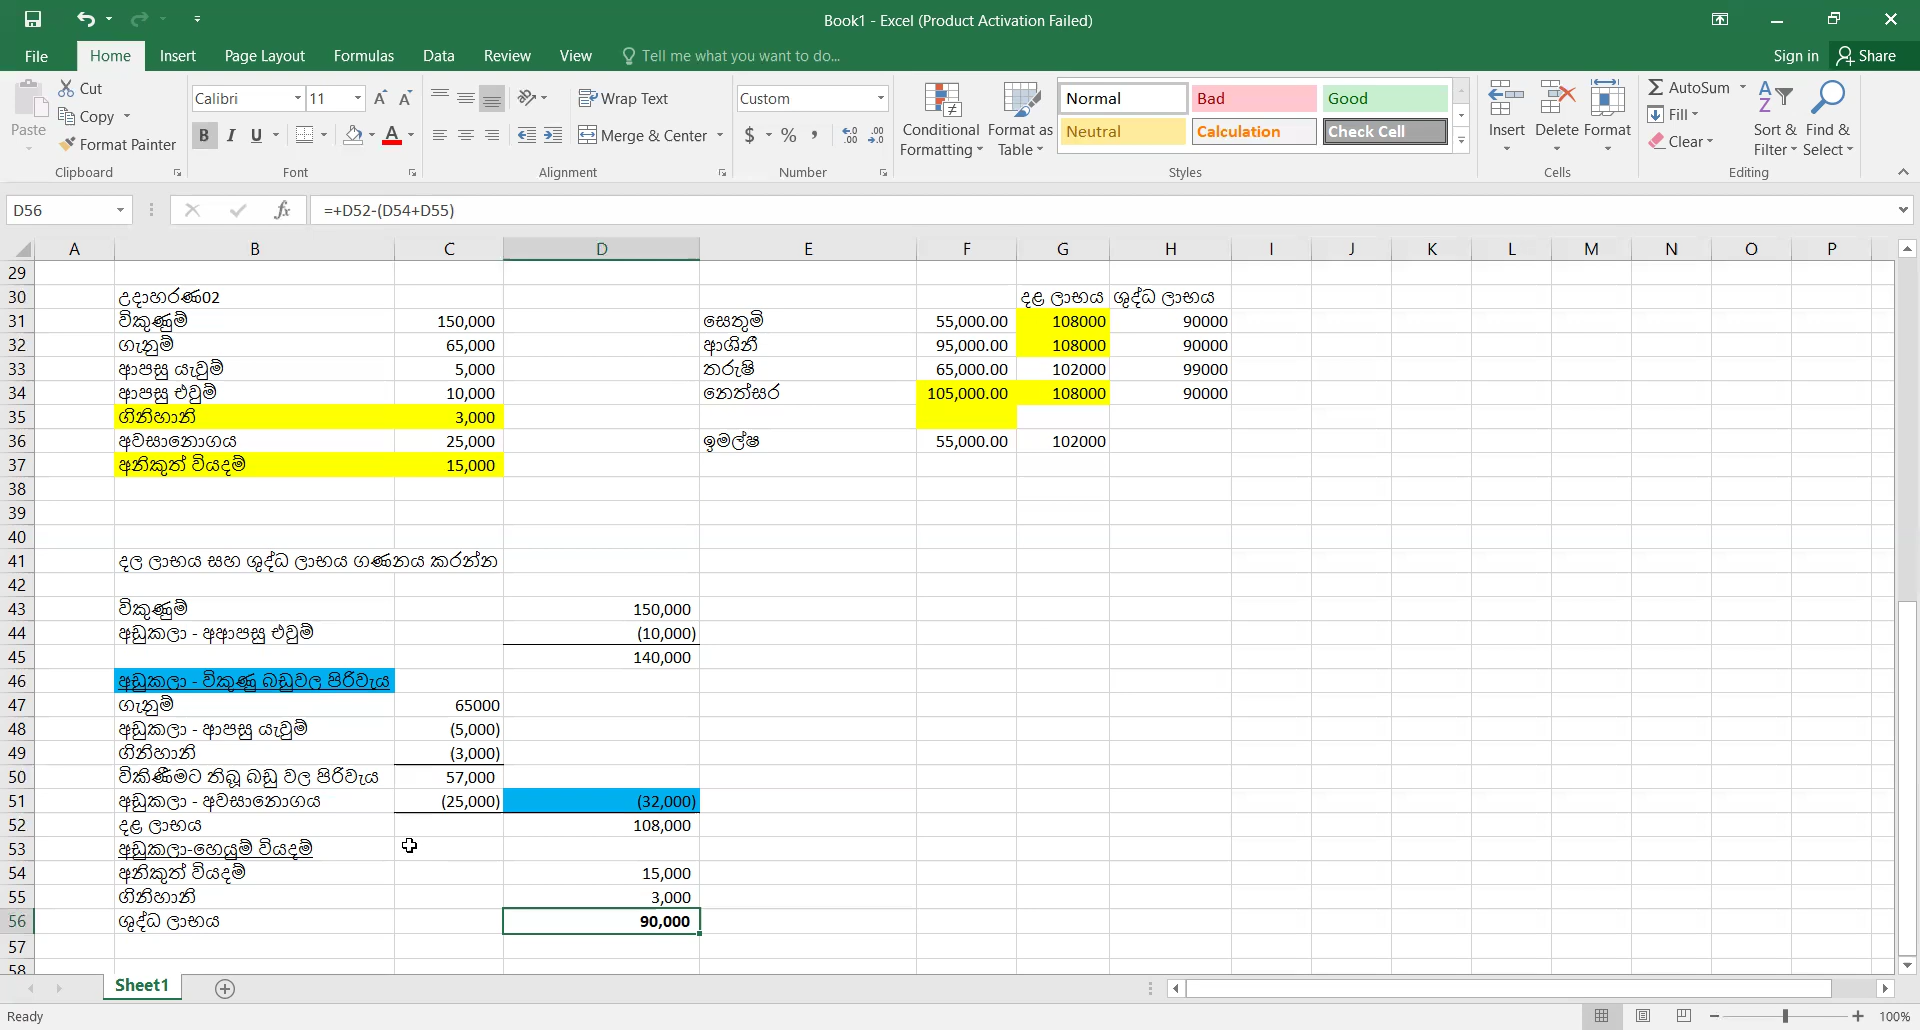 Book1 - Excel (Product Activation Failed)
File Home Insert Page Layout Formulas Data Review View Tell me what you want to do... Sign in Share
Paste Cut Copy Format Painter Clipboard
Calibri 11 B I U A Font
Wrap Text Merge & Center Alignment
Custom $ % , Number
Conditional Formatting Format as Table Normal Bad Good Neutral Calculation Check Cell Styles
Insert Delete Format Cells
AutoSum Fill Clear Sort & Filter Find & Select Editing
D56 fx =+D52-(D54+D55)
A B C D E F G H I J K L M N O P
29
30 උදාහරණ02 දළ ලාභය ශුද්ධ ලාභය
31 විකුණුම් 150,000 සෙතුමි 55,000.00 108000 90000
32 ගැනුම් 65,000 ආශිනී 95,000.00 108000 90000
33 ආපසු යැවුම් 5,000 තරුෂි 65,000.00 102000 99000
34 ආපසු එවුම් 10,000 නෙත්සර 105,000.00 108000 90000
35 ගිනිහානි 3,000
36 අවසානොගය 25,000 ඉමල්ෂ 55,000.00 102000
37 අනිකුත් වියදම් 15,000
38
39
40
41 දල ලාභය සහ ශුද්ධ ලාභය ගණනය කරන්න
42
43 විකුණුම් 150,000
44 අඩුකලා - අආපසු එවුම් (10,000)
45 140,000
46 අඩුකලා - විකුණු බඩුවල පිරිවැය
47 ගැනුම් 65000
48 අඩුකලා - ආපසු යැවුම් (5,000)
49 ගිනිහානි (3,000)
50 විකිණීමට තිබූ බඩු වල පිරිවැය 57,000
51 අඩුකලා - අවසානොගය (25,000) (32,000)
52 දළ ලාභය 108,000
53 අඩුකලා-හෙයුම් වියදම්
54 අනිකුත් වියදම් 15,000
55 ගිනිහානි 3,000
56 ශුද්ධ ලාභය 90,000
57
58
Sheet1
Ready 100%